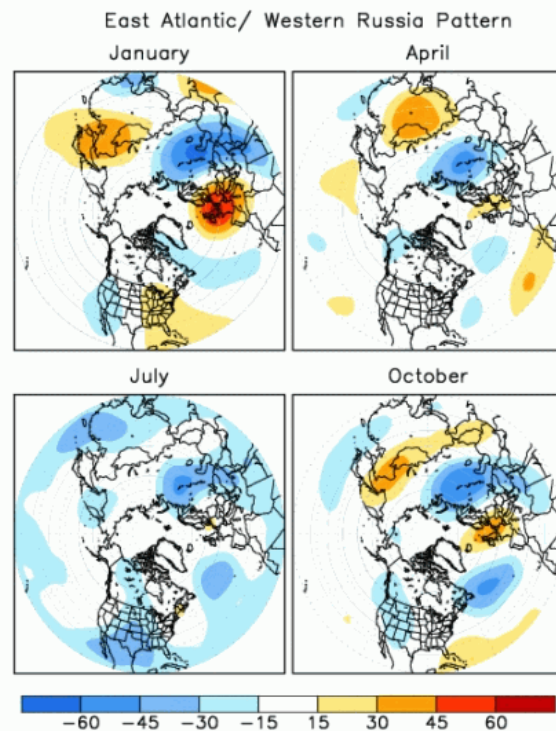 East Atlantic/ Western Russia Pattern
January
April
July
October
−60 −45 −30 −15 15 30 45 60